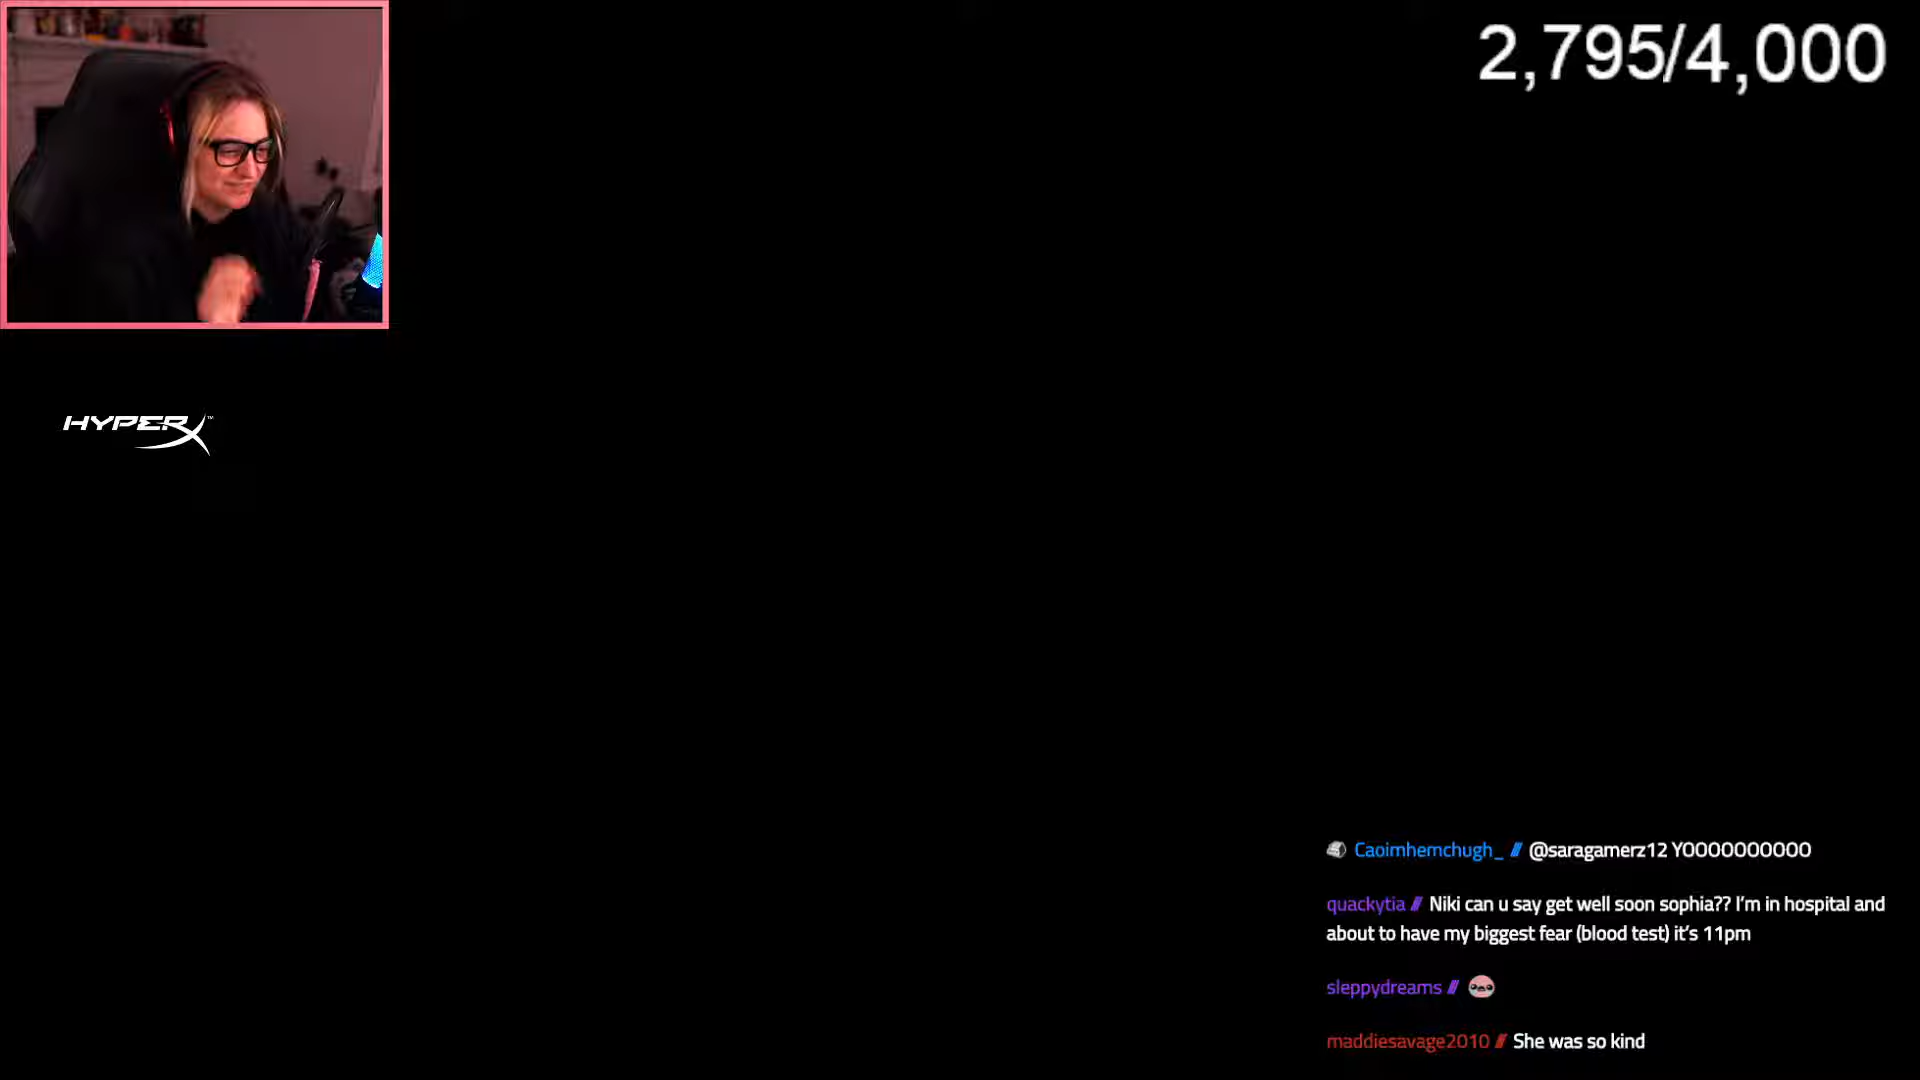 2,795/4,000
HYPERX™
Caoimhemchugh_ /// @saragamerz12 YOOOOOOOOOO
quackytia /// Niki can u say get well soon sophia?? I'm in hospital and
about to have my biggest fear (blood test) it's 11pm
sleppydreams ///
maddiesavage2010 /// She was so kind